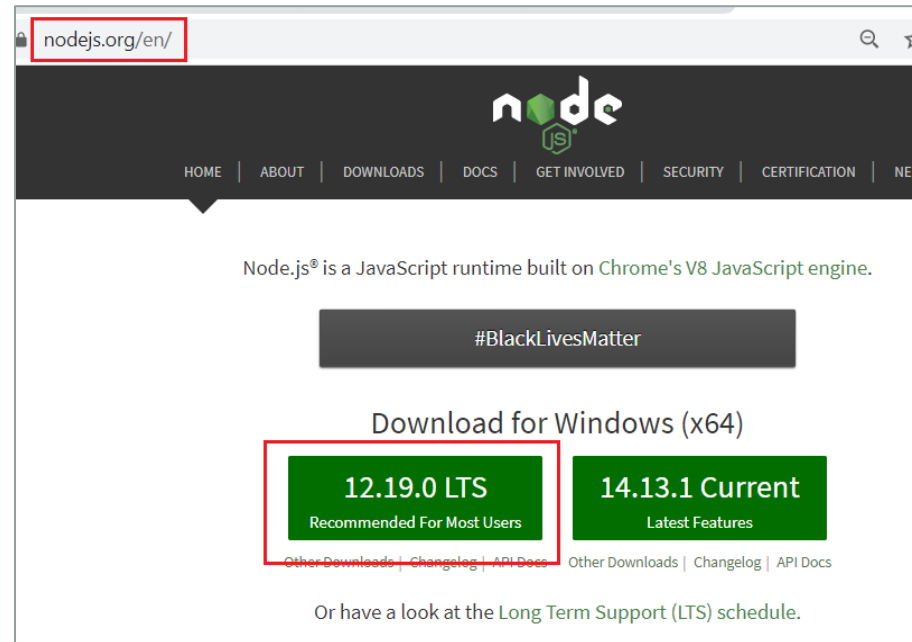 nodejs.org/en/
node
JS
HOME | ABOUT | DOWNLOADS | DOCS | GET INVOLVED | SECURITY | CERTIFICATION | NE
Node.js® is a JavaScript runtime built on Chrome's V8 JavaScript engine.
#BlackLivesMatter
Download for Windows (x64)
12.19.0 LTS
Recommended For Most Users
14.13.1 Current
Latest Features
Other Downloads | Changelog | API Docs
Other Downloads | Changelog | API Docs
Or have a look at the Long Term Support (LTS) schedule.